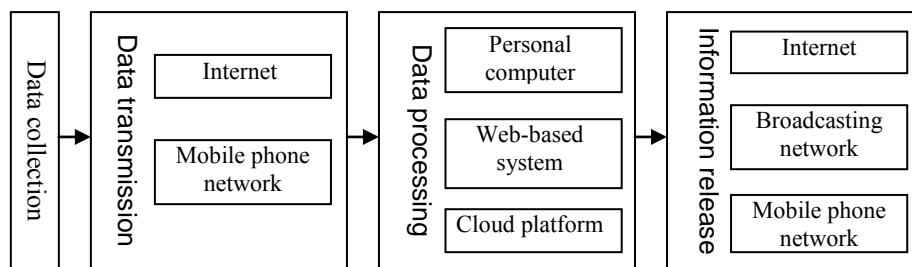 Data collection
Data transmission
Internet
Mobile phone
network
Data processing
Personal
computer
Web-based
system
Cloud platform
Information release
Internet
Broadcasting
network
Mobile phone
network